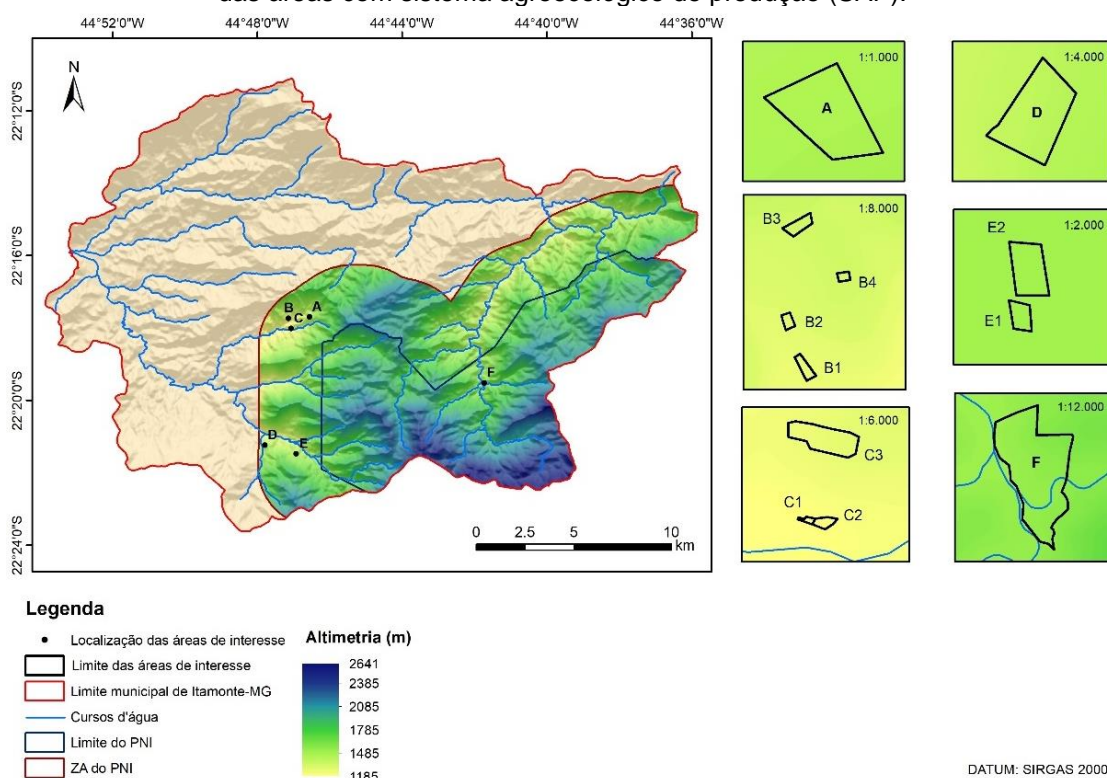 das áreas com sistema agroecológico de produção (SAP).
44°52'0"W 44°48'0"W 44°44'0"W 44°40'0"W 44°36'0"W
22°12'0"S
22°16'0"S
22°20'0"S
22°24'0"S
N
B A
C
F
D
E
0 2.5 5 10
km
1:1.000
A
1:4.000
D
1:8.000
B3
B4
B2
B1
1:2.000
E2
E1
1:6.000
C3
C1
C2
1:12.000
F
Legenda
Localização das áreas de interesse
Limite das áreas de interesse
Limite municipal de Itamonte-MG
Cursos d'água
Limite do PNI
ZA do PNI
Altimetria (m)
2641
2385
2085
1785
1485
1185
DATUM: SIRGAS 2000